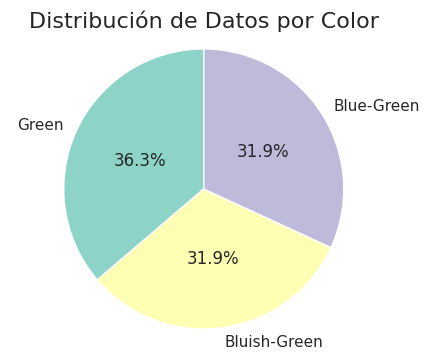 Distribución de Datos por Color
Green
36.3%
31.9%
Blue-Green
31.9%
Bluish-Green